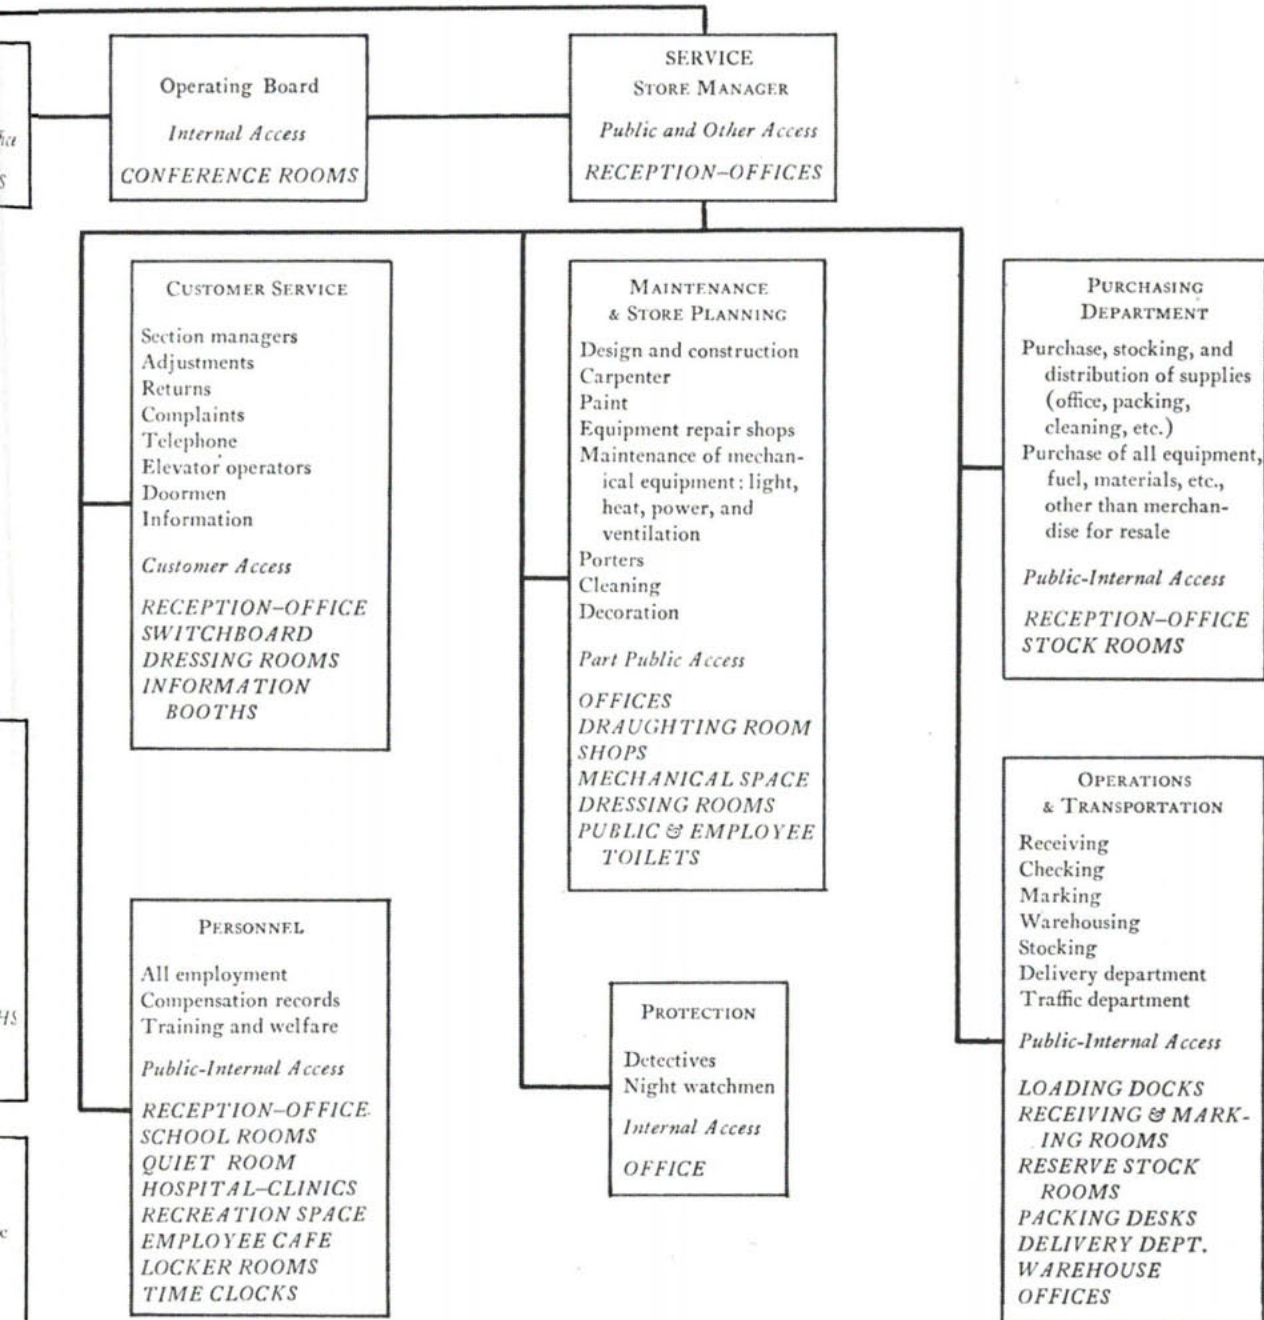 Operating Board
Internal Access
CONFERENCE ROOMS
SERVICE
STORE MANAGER
Public and Other Access
RECEPTION–OFFICES
CUSTOMER SERVICE
Section managers
Adjustments
Returns
Complaints
Telephone
Elevator operators
Doormen
Information
Customer Access
RECEPTION–OFFICE
SWITCHBOARD
DRESSING ROOMS
INFORMATION
BOOTHS
PERSONNEL
All employment
Compensation records
Training and welfare
Public-Internal Access
RECEPTION–OFFICE
SCHOOL ROOMS
QUIET ROOM
HOSPITAL–CLINICS
RECREATION SPACE
EMPLOYEE CAFE
LOCKER ROOMS
TIME CLOCKS
MAINTENANCE
& STORE PLANNING
Design and construction
Carpenter
Paint
Equipment repair shops
Maintenance of mechan-
ical equipment: light,
heat, power, and
ventilation
Porters
Cleaning
Decoration
Part Public Access
OFFICES
DRAUGHTING ROOM
SHOPS
MECHANICAL SPACE
DRESSING ROOMS
PUBLIC & EMPLOYEE
TOILETS
PROTECTION
Detectives
Night watchmen
Internal Access
OFFICE
PURCHASING
DEPARTMENT
Purchase, stocking, and
distribution of supplies
(office, packing,
cleaning, etc.)
Purchase of all equipment,
fuel, materials, etc.,
other than merchan-
dise for resale
Public-Internal Access
RECEPTION–OFFICE
STOCK ROOMS
OPERATIONS
& TRANSPORTATION
Receiving
Checking
Marking
Warehousing
Stocking
Delivery department
Traffic department
Public-Internal Access
LOADING DOCKS
RECEIVING & MARK-
ING ROOMS
RESERVE STOCK
ROOMS
PACKING DESKS
DELIVERY DEPT.
WAREHOUSE
OFFICES